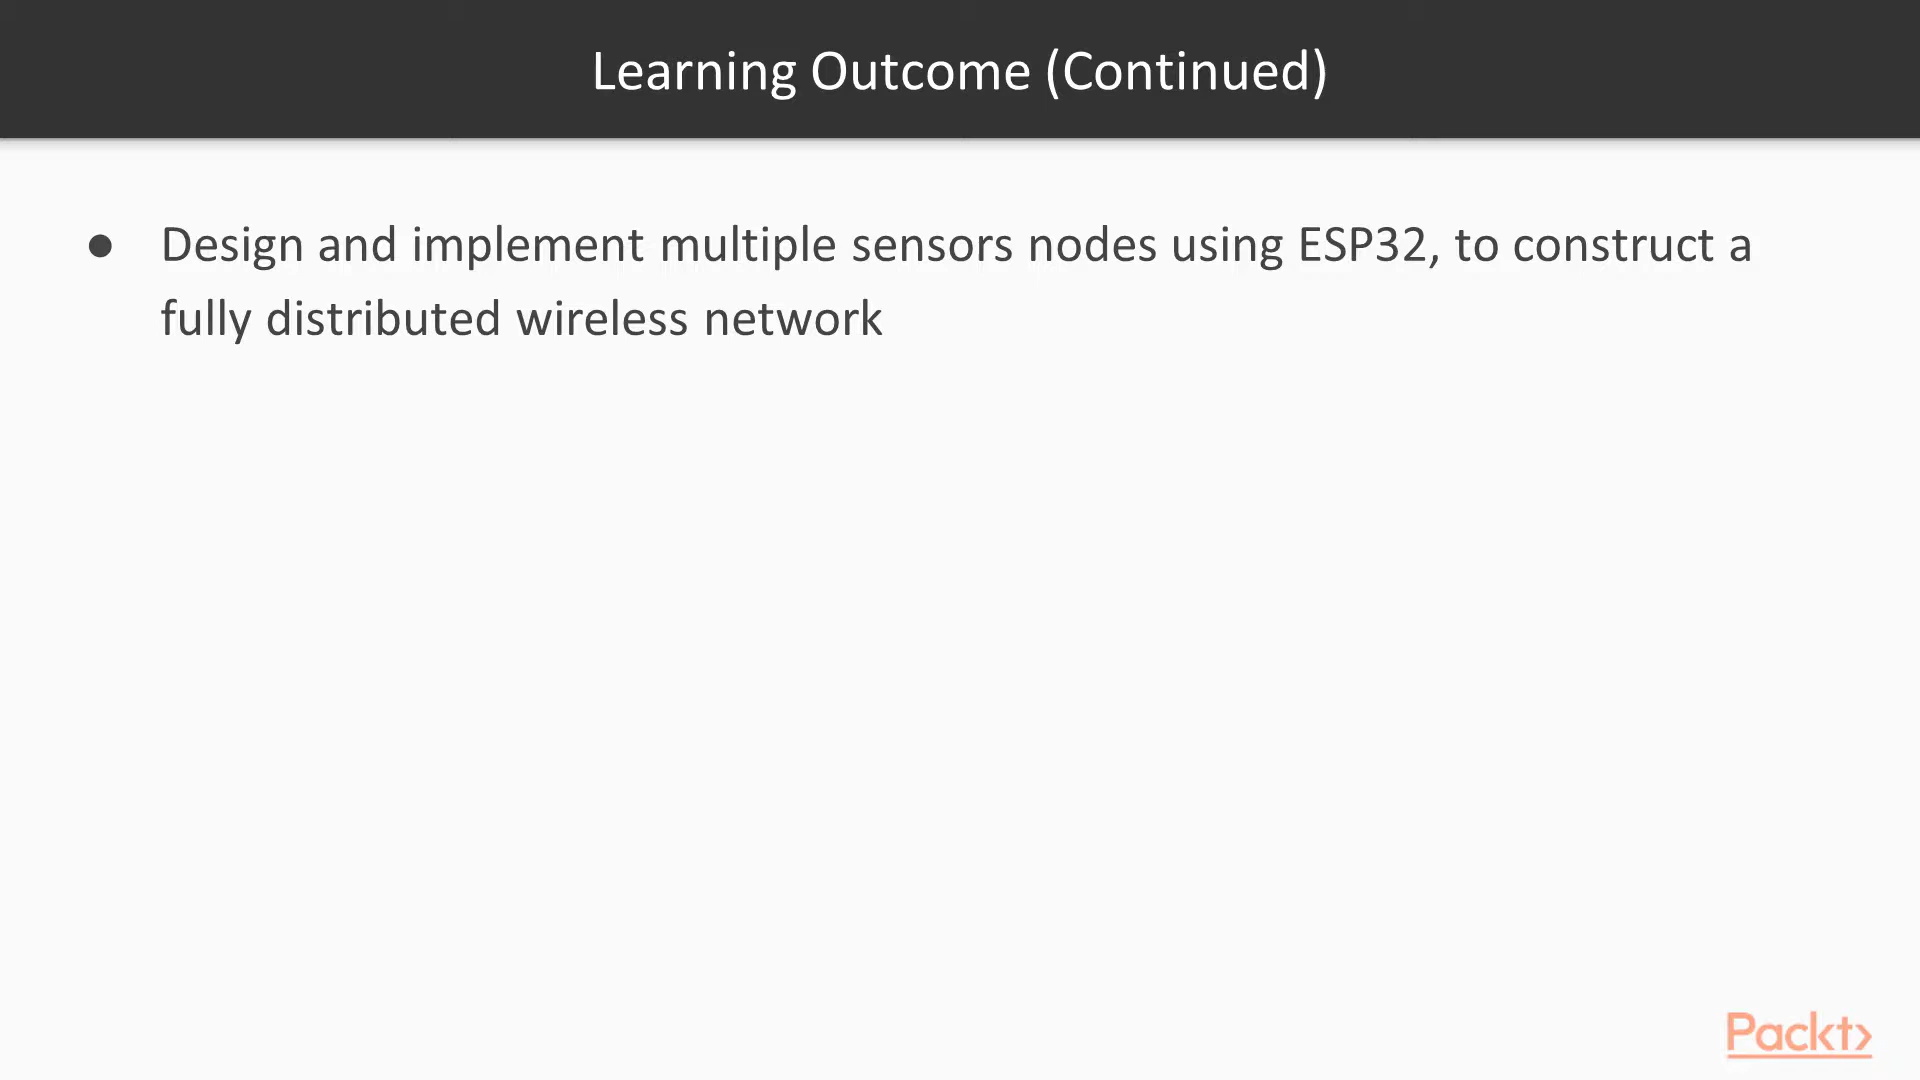 Learning Outcome (Continued)
● Design and implement multiple sensors nodes using ESP32, to construct a
fully distributed wireless network
Packt>